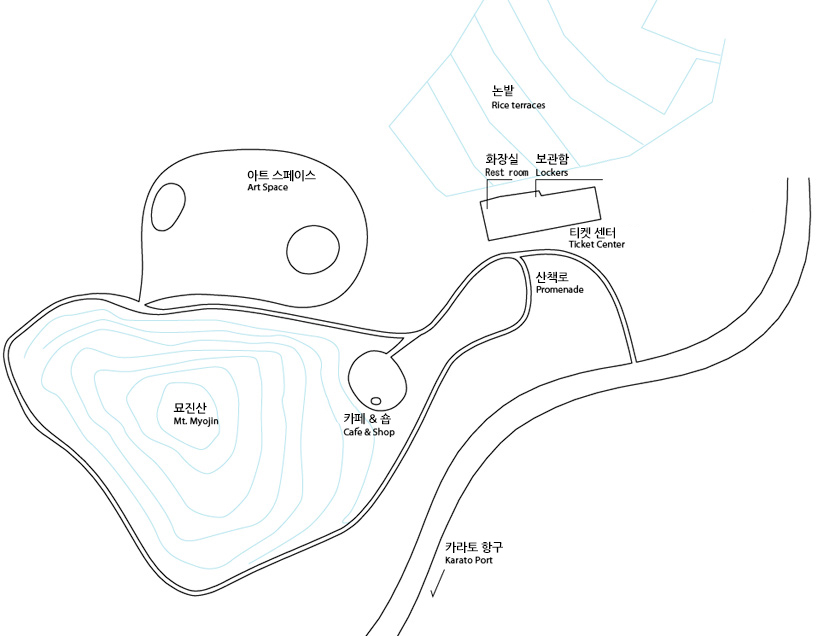 논밭
Rice terraces
화장실
Rest room
보관함
Lockers
아트 스페이스
Art Space
티켓 센터
Ticket Center
산책로
Promenade
묘진산
Mt. Myojin
카페 & 숍
Cafe & Shop
카라토 항구
Karato Port